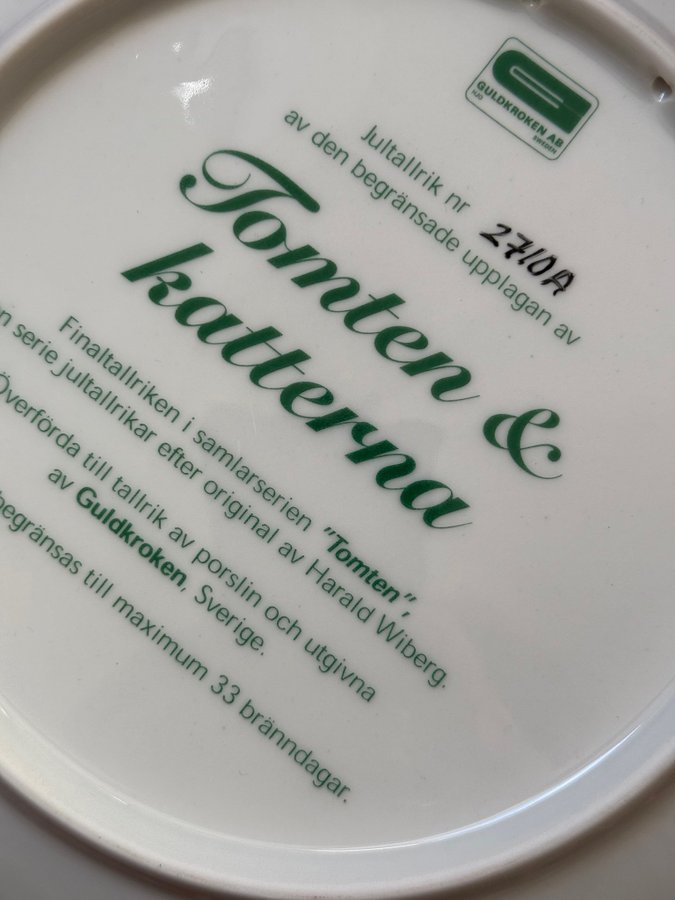 GULDKROKEN AB
HJO SWEDEN
Jultallrik nr 2710A
av den begränsade upplagan av
Tomten &
katterna
Finaltallriken i samlarserien "Tomten",
n serie jultallrikar efter original av Harald Wiberg.
Överförda till tallrik av porslin och utgivna
av Guldkroken, Sverige.
begränsas till maximum 33 bränndagar.